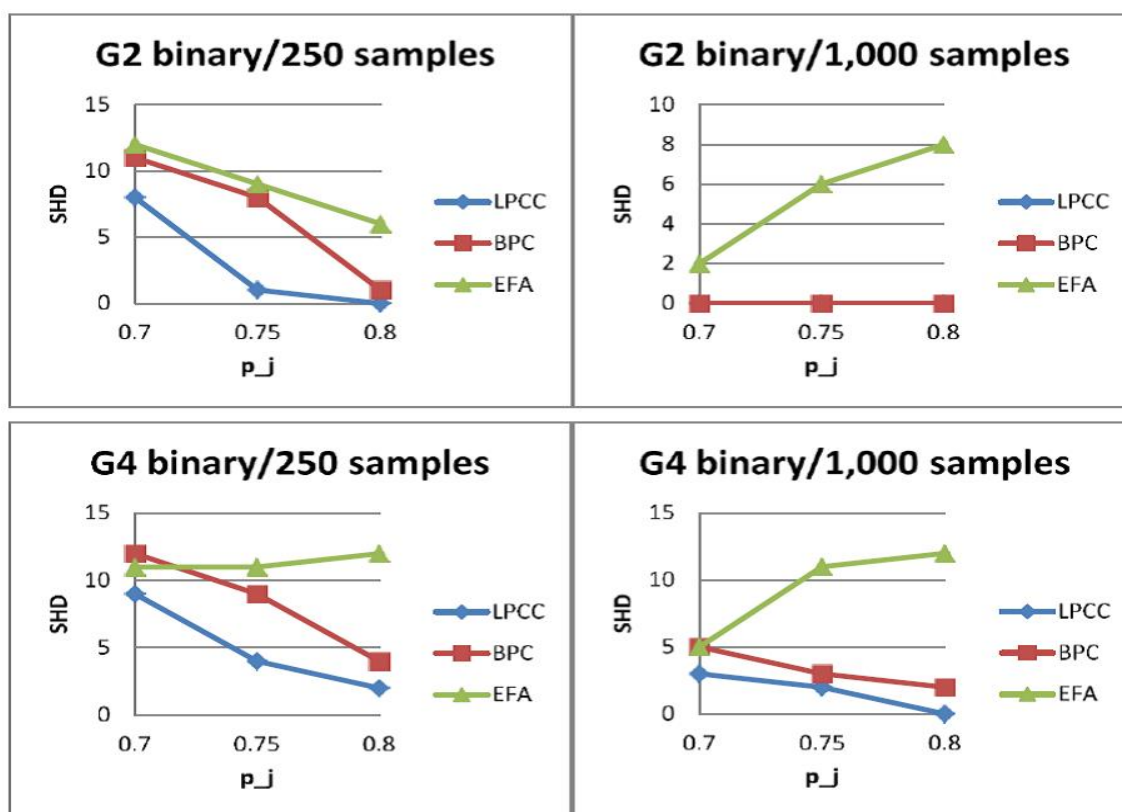 G2 binary/250 samples
15
10
5
0
SHD
0.7 0.75 0.8
p_j
LPCC
BPC
EFA
G2 binary/1,000 samples
10
8
6
4
2
0
SHD
0.7 0.75 0.8
p_j
LPCC
BPC
EFA
G4 binary/250 samples
15
10
5
0
SHD
0.7 0.75 0.8
p_j
LPCC
BPC
EFA
G4 binary/1,000 samples
15
10
5
0
SHD
0.7 0.75 0.8
p_j
LPCC
BPC
EFA